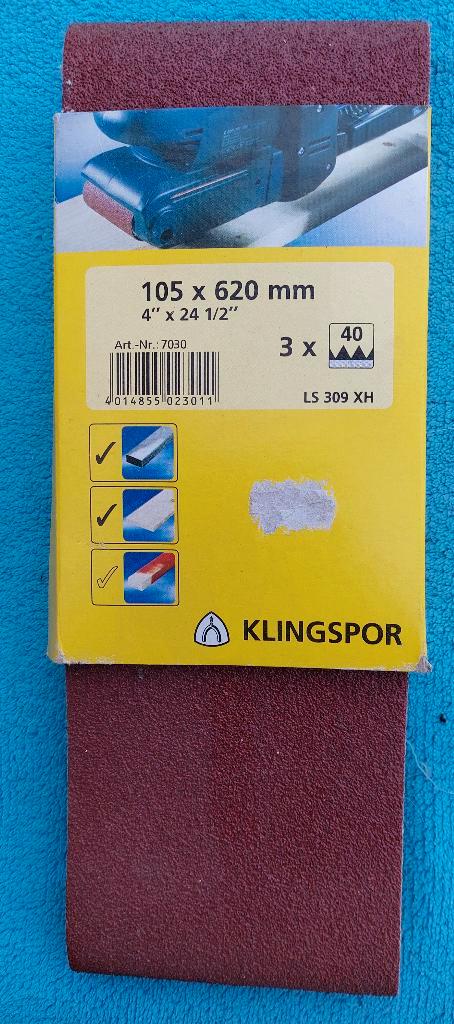 105 x 620 mm
4" x 24 1/2"
Art.-Nr.: 7030
3 x 40
4 014855 023011
LS 309 XH
KLINGSPOR